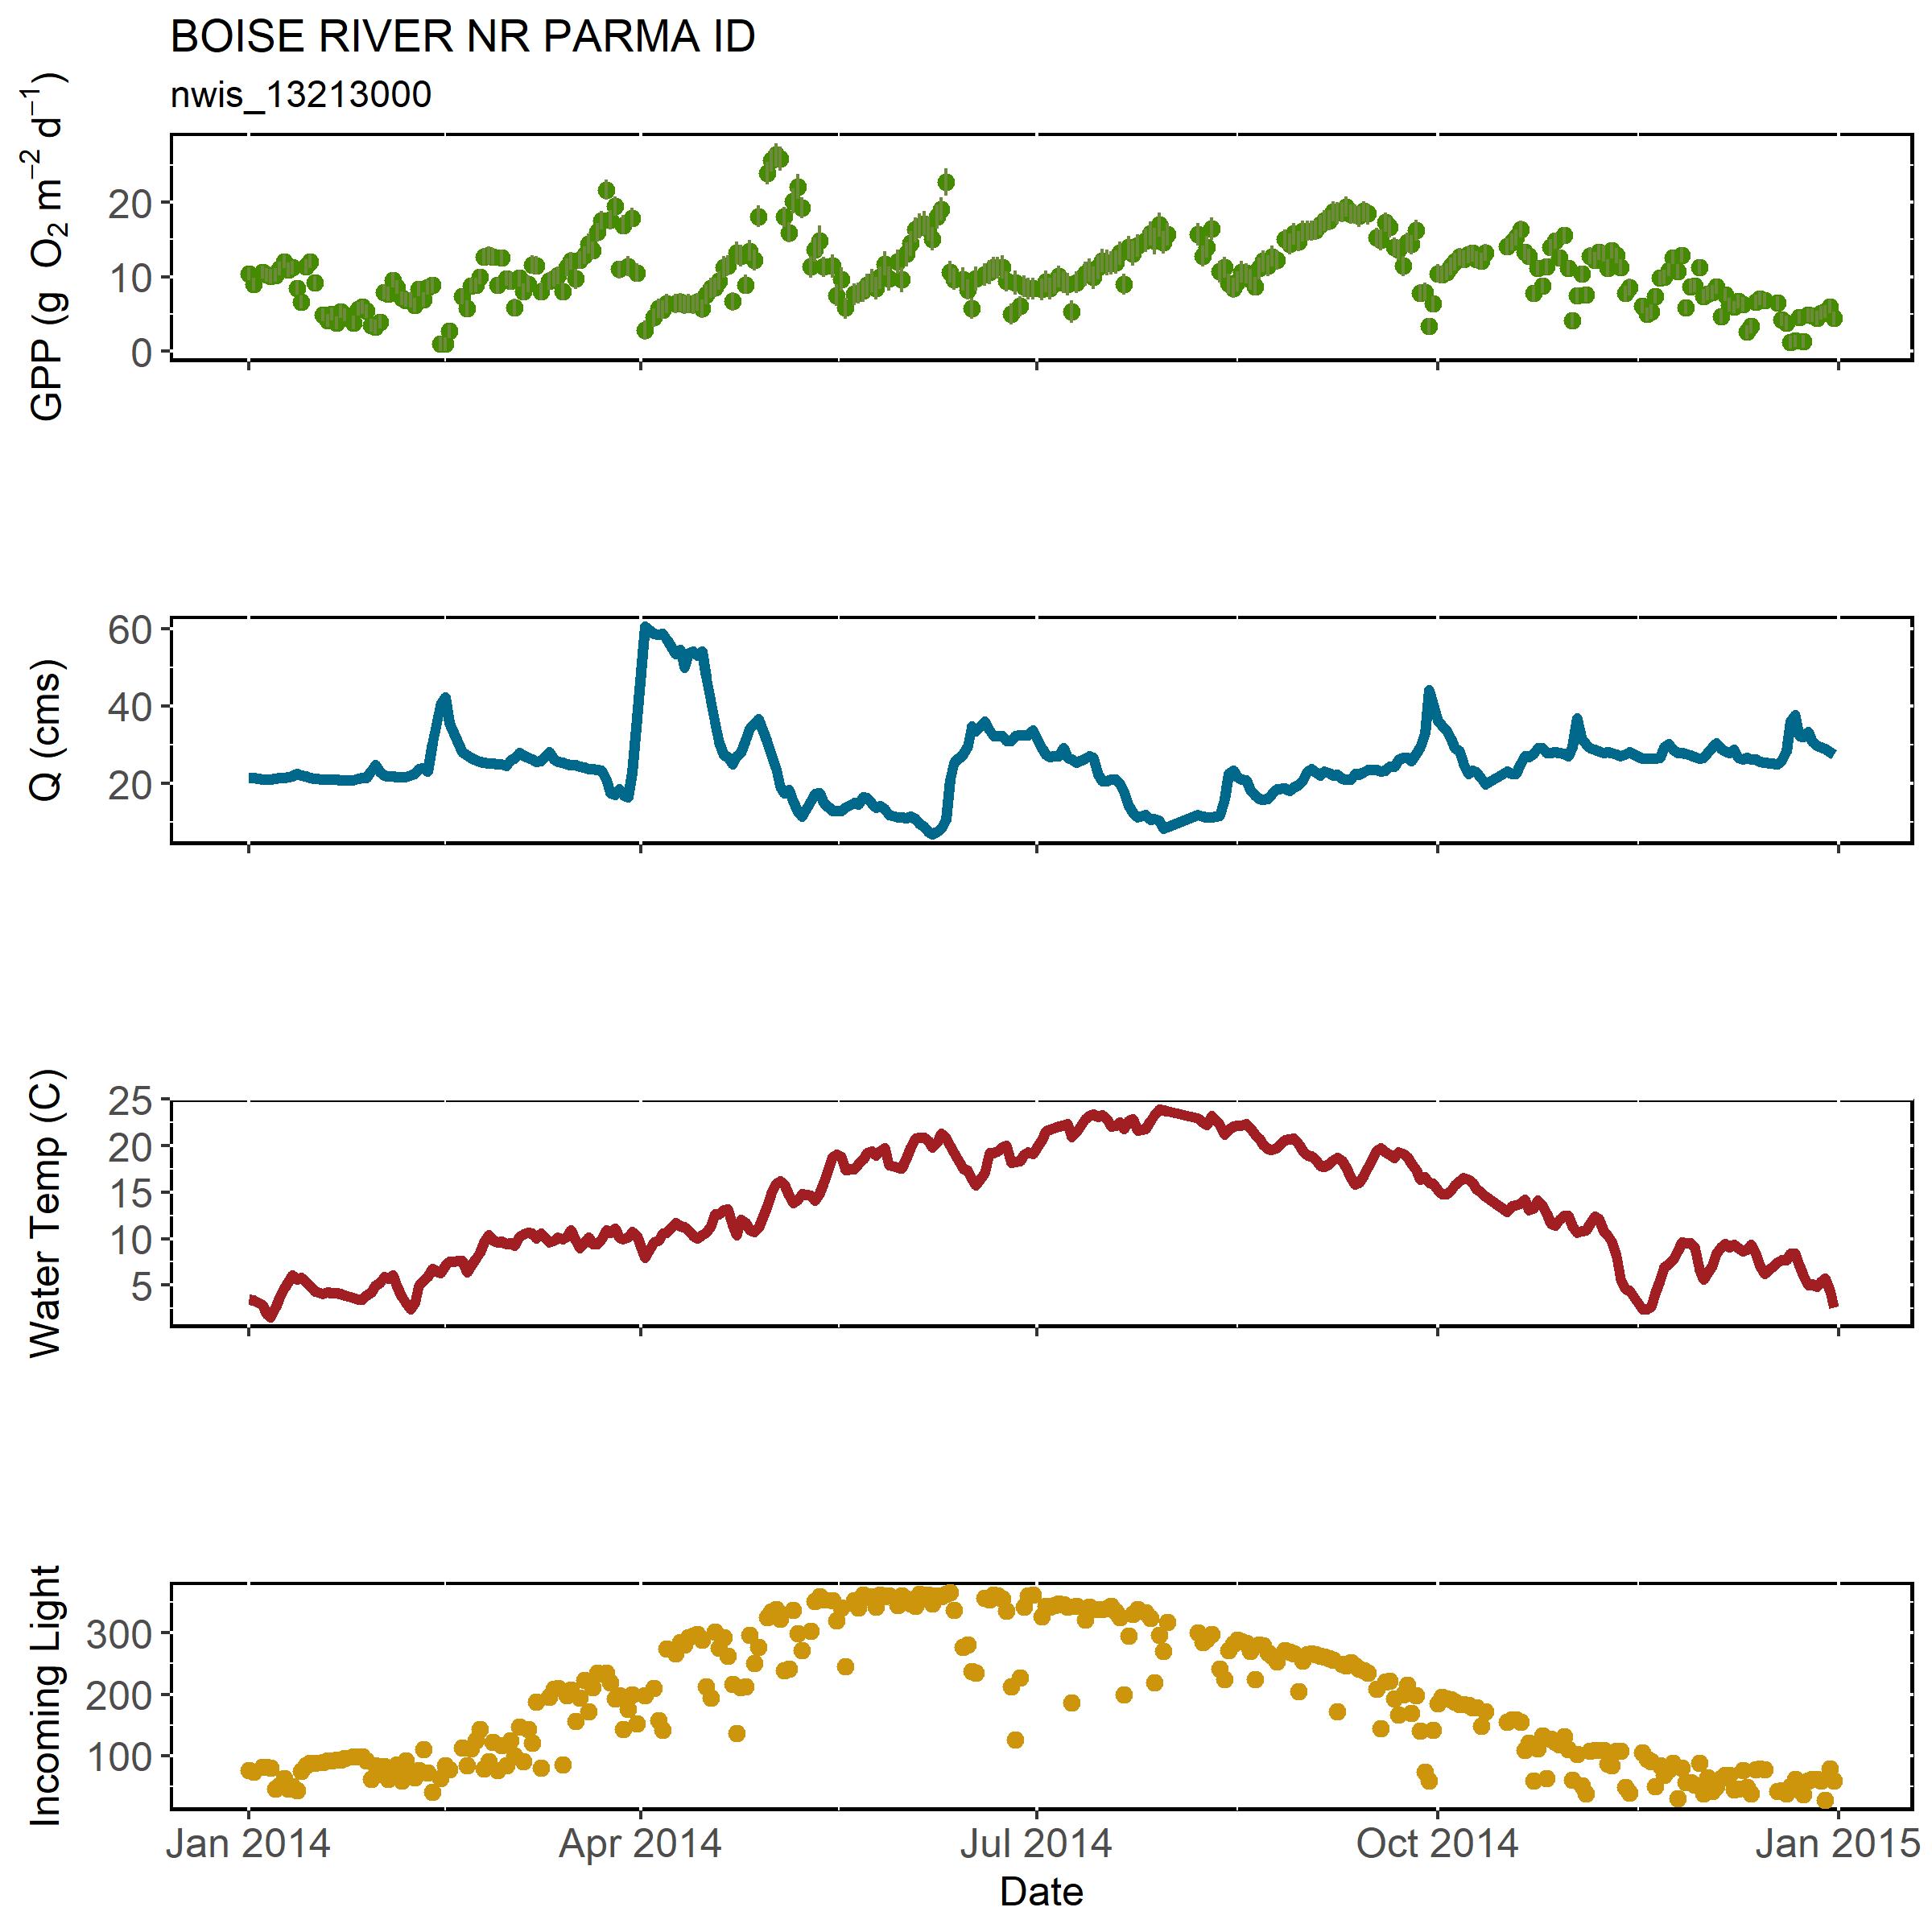 BOISE RIVER NR PARMA ID
nwis_13213000
GPP (g O₂ m⁻² d⁻¹)
20
10
0
Q (cms)
60
40
20
Water Temp (C)
25
20
15
10
5
Incoming Light
300
200
100
Jan 2014 Apr 2014 Jul 2014 Oct 2014 Jan 2015
Date